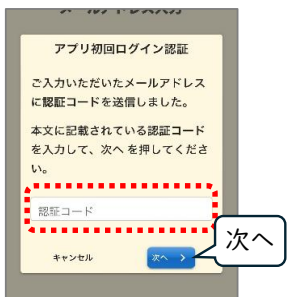 アプリ初回ログイン認証
ご入力いただいたメールアドレス
に認証コードを送信しました。
本文に記載されている認証コード
を入力して、次へ を押してくださ
い。
認証コード
キャンセル
次へ
次へ